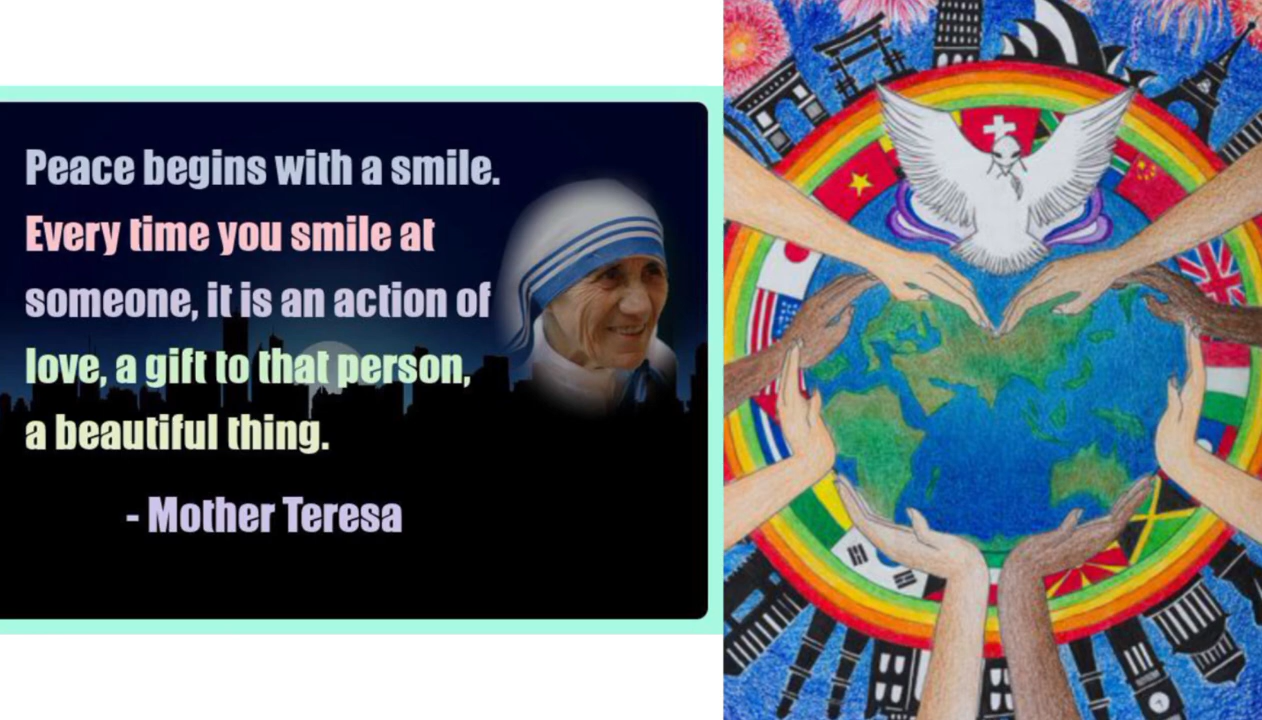 Peace begins with a smile.
Every time you smile at
someone, it is an action of
love, a gift to that person,
a beautiful thing.
- Mother Teresa